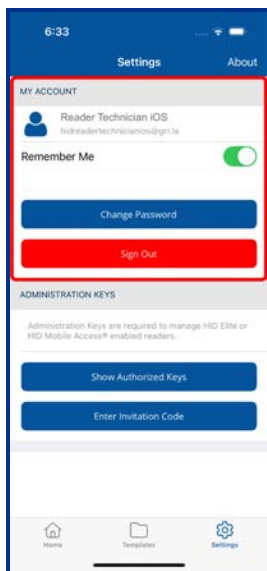 6:33
Settings
About
MY ACCOUNT
Reader Technician iOS
hidreadertechnicianios@grr.la
Remember Me
Change Password
Sign Out
ADMINISTRATION KEYS
Administration Keys are required to manage HID Elite or
HID Mobile Access® enabled readers.
Show Authorized Keys
Enter Invitation Code
Home
Templates
Settings